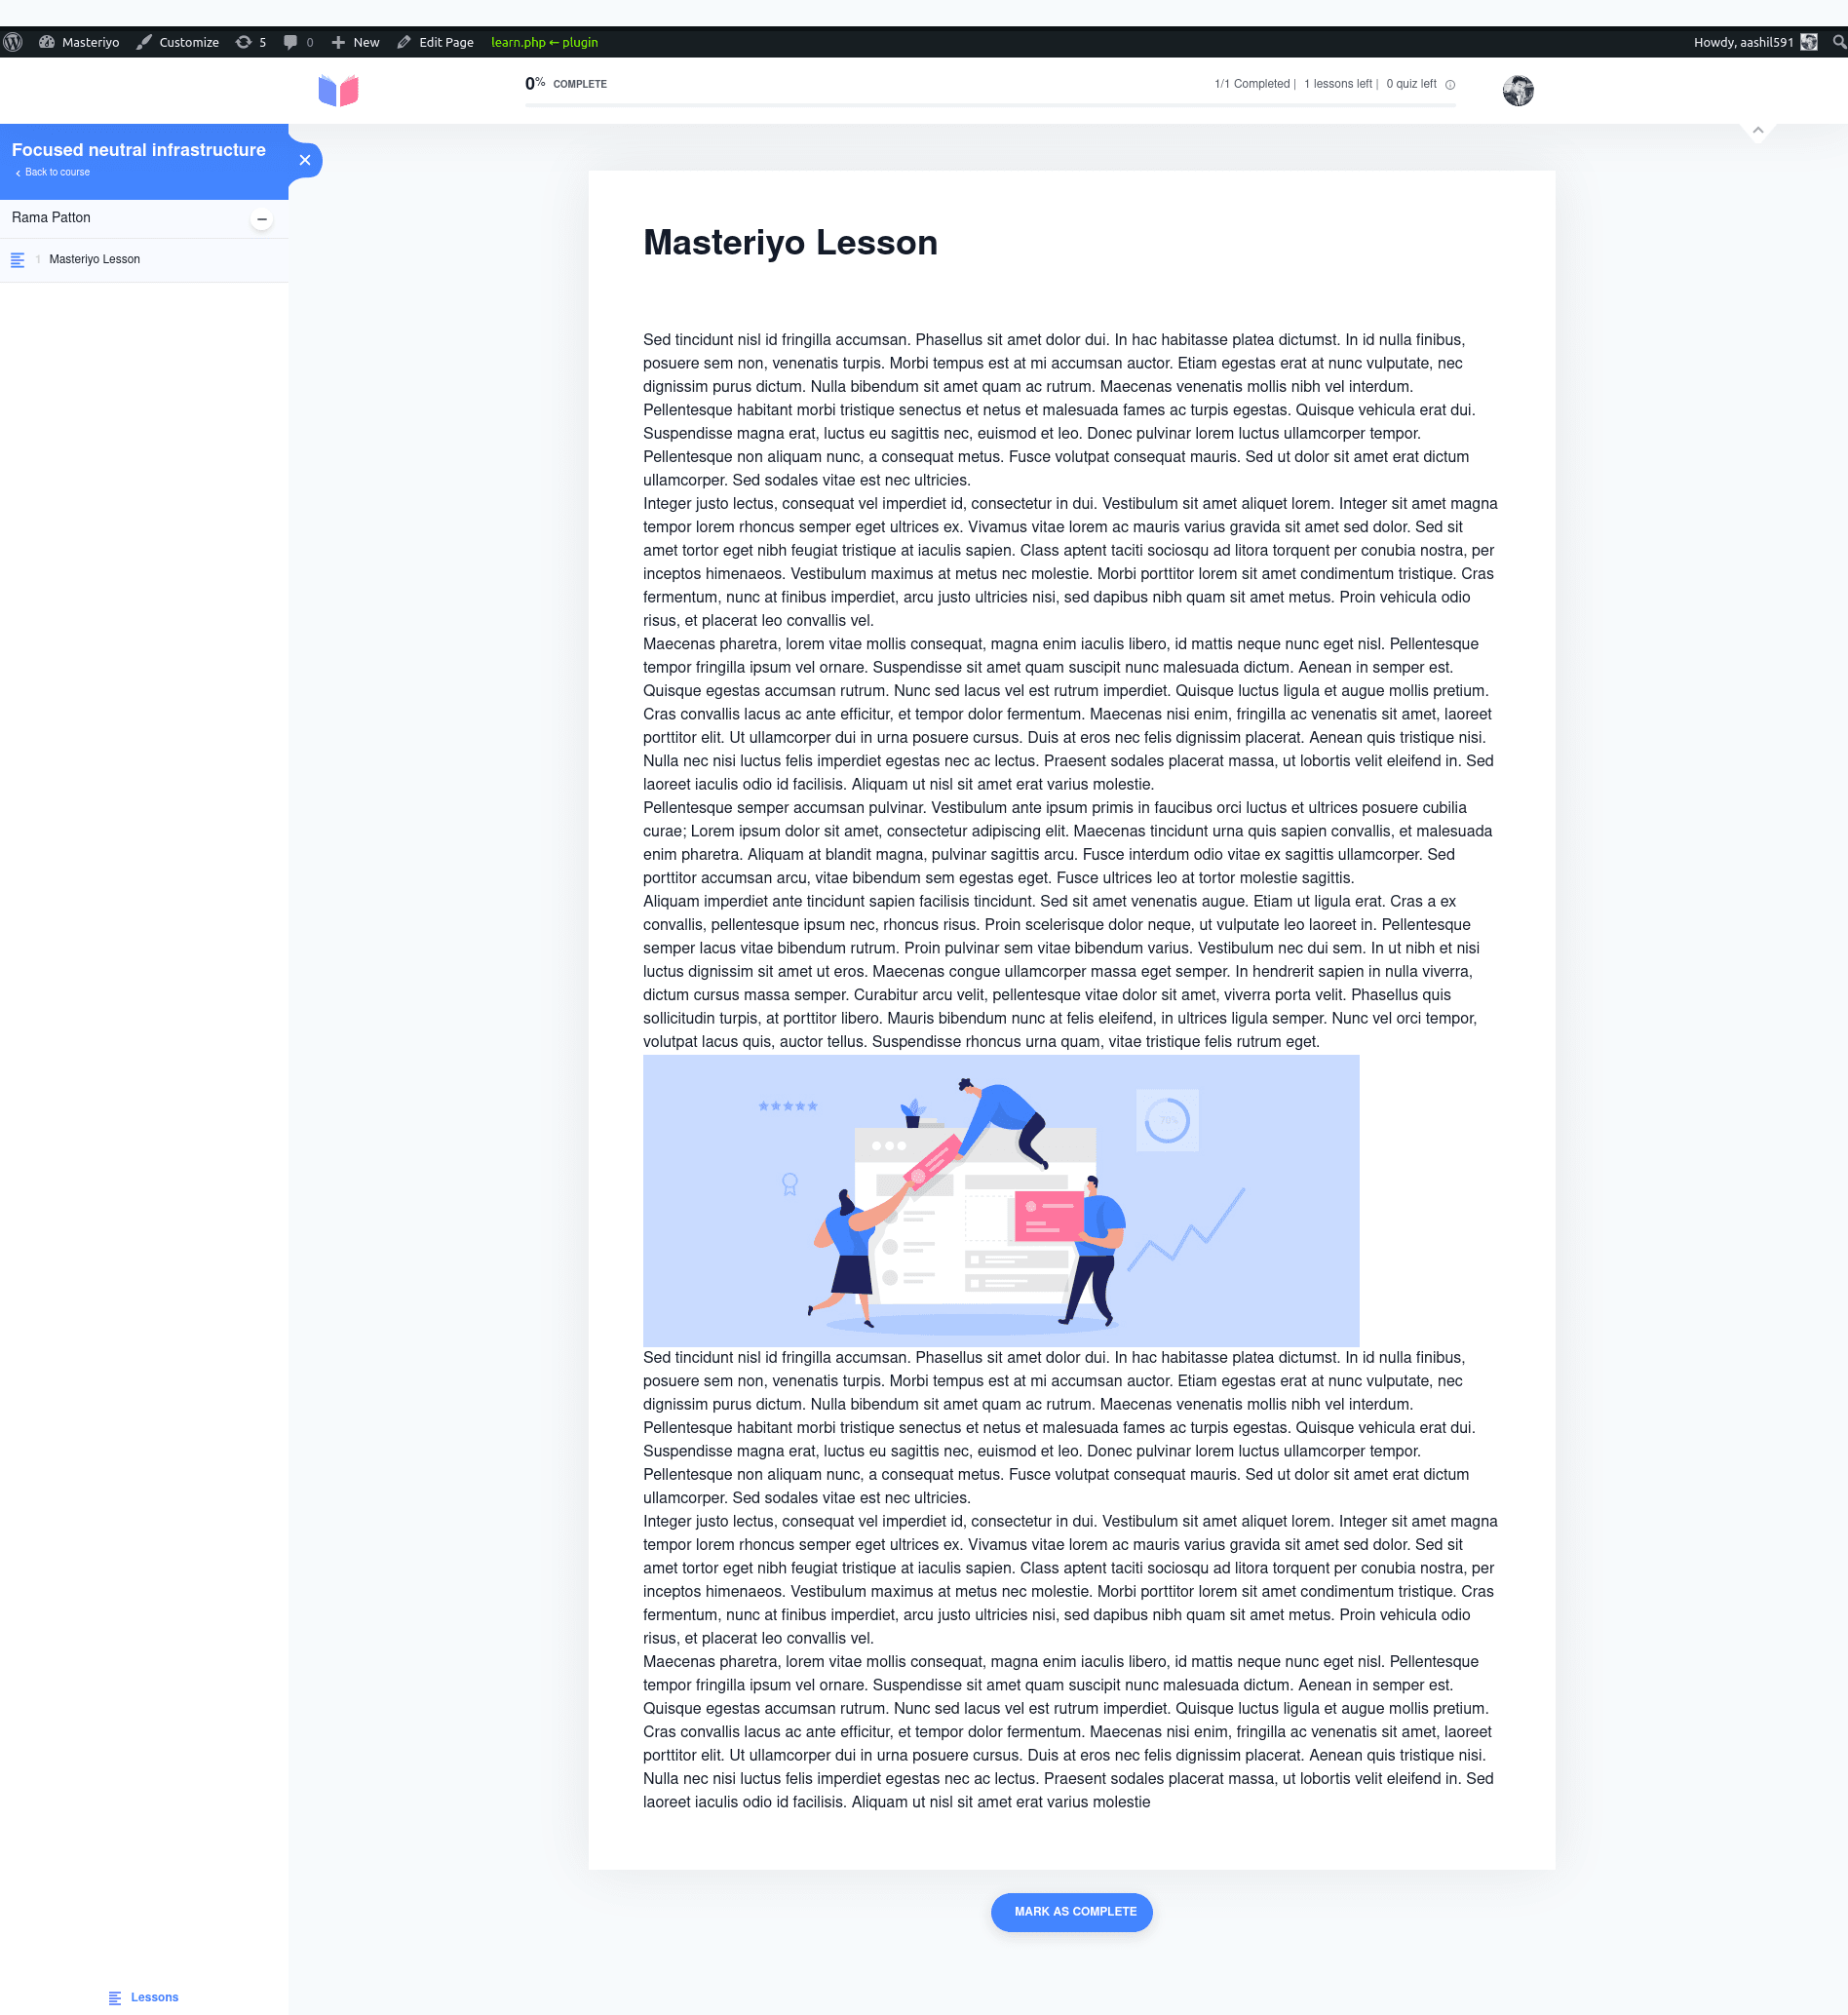 Masteriyo Customize 5 0 New Edit Page learn.php ← plugin Howdy, aashil591
0% COMPLETE 1/1 Completed | 1 lessons left | 0 quiz left
Focused neutral infrastructure
Back to course
Rama Patton
1 Masteriyo Lesson
Masteriyo Lesson
Sed tincidunt nisl id fringilla accumsan. Phasellus sit amet dolor dui. In hac habitasse platea dictumst. In id nulla finibus,
posuere sem non, venenatis turpis. Morbi tempus est at mi accumsan auctor. Etiam egestas erat at nunc vulputate, nec
dignissim purus dictum. Nulla bibendum sit amet quam ac rutrum. Maecenas venenatis mollis nibh vel interdum.
Pellentesque habitant morbi tristique senectus et netus et malesuada fames ac turpis egestas. Quisque vehicula erat dui.
Suspendisse magna erat, luctus eu sagittis nec, euismod et leo. Donec pulvinar lorem luctus ullamcorper tempor.
Pellentesque non aliquam nunc, a consequat metus. Fusce volutpat consequat mauris. Sed ut dolor sit amet erat dictum
ullamcorper. Sed sodales vitae est nec ultricies.
Integer justo lectus, consequat vel imperdiet id, consectetur in dui. Vestibulum sit amet aliquet lorem. Integer sit amet magna
tempor lorem rhoncus semper eget ultrices ex. Vivamus vitae lorem ac mauris varius gravida sit amet sed dolor. Sed sit
amet tortor eget nibh feugiat tristique at iaculis sapien. Class aptent taciti sociosqu ad litora torquent per conubia nostra, per
inceptos himenaeos. Vestibulum maximus at metus nec molestie. Morbi porttitor lorem sit amet condimentum tristique. Cras
fermentum, nunc at finibus imperdiet, arcu justo ultricies nisi, sed dapibus nibh quam sit amet metus. Proin vehicula odio
risus, et placerat leo convallis vel.
Maecenas pharetra, lorem vitae mollis consequat, magna enim iaculis libero, id mattis neque nunc eget nisl. Pellentesque
tempor fringilla ipsum vel ornare. Suspendisse sit amet quam suscipit nunc malesuada dictum. Aenean in semper est.
Quisque egestas accumsan rutrum. Nunc sed lacus vel est rutrum imperdiet. Quisque luctus ligula et augue mollis pretium.
Cras convallis lacus ac ante efficitur, et tempor dolor fermentum. Maecenas nisi enim, fringilla ac venenatis sit amet, laoreet
porttitor elit. Ut ullamcorper dui in urna posuere cursus. Duis at eros nec felis dignissim placerat. Aenean quis tristique nisi.
Nulla nec nisi luctus felis imperdiet egestas nec ac lectus. Praesent sodales placerat massa, ut lobortis velit eleifend in. Sed
laoreet iaculis odio id facilisis. Aliquam ut nisl sit amet erat varius molestie.
Pellentesque semper accumsan pulvinar. Vestibulum ante ipsum primis in faucibus orci luctus et ultrices posuere cubilia
curae; Lorem ipsum dolor sit amet, consectetur adipiscing elit. Maecenas tincidunt urna quis sapien convallis, et malesuada
enim pharetra. Aliquam at blandit magna, pulvinar sagittis arcu. Fusce interdum odio vitae ex sagittis ullamcorper. Sed
porttitor accumsan arcu, vitae bibendum sem egestas eget. Fusce ultrices leo at tortor molestie sagittis.
Aliquam imperdiet ante tincidunt sapien facilisis tincidunt. Sed sit amet venenatis augue. Etiam ut ligula erat. Cras a ex
convallis, pellentesque ipsum nec, rhoncus risus. Proin scelerisque dolor neque, ut vulputate leo laoreet in. Pellentesque
semper lacus vitae bibendum rutrum. Proin pulvinar sem vitae bibendum varius. Vestibulum nec dui sem. In ut nibh et nisi
luctus dignissim sit amet ut eros. Maecenas congue ullamcorper massa eget semper. In hendrerit sapien in nulla viverra,
dictum cursus massa semper. Curabitur arcu velit, pellentesque vitae dolor sit amet, viverra porta velit. Phasellus quis
sollicitudin turpis, at porttitor libero. Mauris bibendum nunc at felis eleifend, in ultrices ligula semper. Nunc vel orci tempor,
volutpat lacus quis, auctor tellus. Suspendisse rhoncus urna quam, vitae tristique felis rutrum eget.
70%
Sed tincidunt nisl id fringilla accumsan. Phasellus sit amet dolor dui. In hac habitasse platea dictumst. In id nulla finibus,
posuere sem non, venenatis turpis. Morbi tempus est at mi accumsan auctor. Etiam egestas erat at nunc vulputate, nec
dignissim purus dictum. Nulla bibendum sit amet quam ac rutrum. Maecenas venenatis mollis nibh vel interdum.
Pellentesque habitant morbi tristique senectus et netus et malesuada fames ac turpis egestas. Quisque vehicula erat dui.
Suspendisse magna erat, luctus eu sagittis nec, euismod et leo. Donec pulvinar lorem luctus ullamcorper tempor.
Pellentesque non aliquam nunc, a consequat metus. Fusce volutpat consequat mauris. Sed ut dolor sit amet erat dictum
ullamcorper. Sed sodales vitae est nec ultricies.
Integer justo lectus, consequat vel imperdiet id, consectetur in dui. Vestibulum sit amet aliquet lorem. Integer sit amet magna
tempor lorem rhoncus semper eget ultrices ex. Vivamus vitae lorem ac mauris varius gravida sit amet sed dolor. Sed sit
amet tortor eget nibh feugiat tristique at iaculis sapien. Class aptent taciti sociosqu ad litora torquent per conubia nostra, per
inceptos himenaeos. Vestibulum maximus at metus nec molestie. Morbi porttitor lorem sit amet condimentum tristique. Cras
fermentum, nunc at finibus imperdiet, arcu justo ultricies nisi, sed dapibus nibh quam sit amet metus. Proin vehicula odio
risus, et placerat leo convallis vel.
Maecenas pharetra, lorem vitae mollis consequat, magna enim iaculis libero, id mattis neque nunc eget nisl. Pellentesque
tempor fringilla ipsum vel ornare. Suspendisse sit amet quam suscipit nunc malesuada dictum. Aenean in semper est.
Quisque egestas accumsan rutrum. Nunc sed lacus vel est rutrum imperdiet. Quisque luctus ligula et augue mollis pretium.
Cras convallis lacus ac ante efficitur, et tempor dolor fermentum. Maecenas nisi enim, fringilla ac venenatis sit amet, laoreet
porttitor elit. Ut ullamcorper dui in urna posuere cursus. Duis at eros nec felis dignissim placerat. Aenean quis tristique nisi.
Nulla nec nisi luctus felis imperdiet egestas nec ac lectus. Praesent sodales placerat massa, ut lobortis velit eleifend in. Sed
laoreet iaculis odio id facilisis. Aliquam ut nisl sit amet erat varius molestie
MARK AS COMPLETE
Lessons